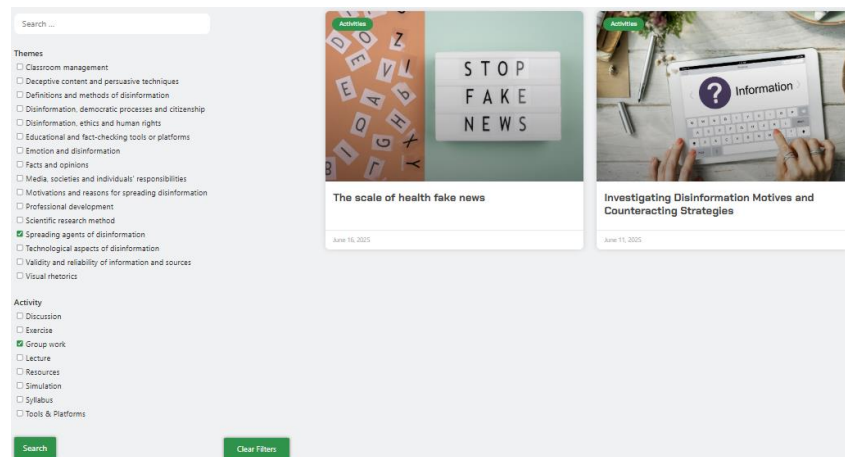 Search ...
Themes
Classroom management
Deceptive content and persuasive techniques
Definitions and methods of disinformation
Disinformation, democratic processes and citizenship
Disinformation, ethics and human rights
Educational and fact-checking tools or platforms
Emotion and disinformation
Facts and opinions
Media, societies and individuals' responsibilities
Motivations and reasons for spreading disinformation
Professional development
Scientific research method
Spreading agents of disinformation
Technological aspects of disinformation
Validity and reliability of information and sources
Visual rhetorics
Activity
Discussion
Exercise
Group work
Lecture
Resources
Simulation
Syllabus
Tools & Platforms
Search
Clear Filters
Activities
STOP
FAKE
NEWS
The scale of health fake news
June 16, 2025
Activities
? Information
Investigating Disinformation Motives and
Counteracting Strategies
June 11, 2025